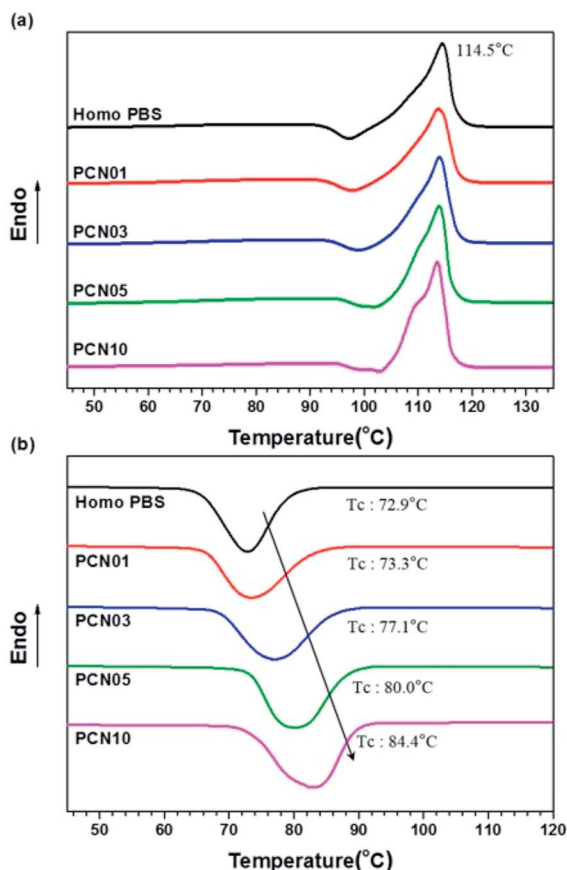 (a)
114.5°C
Homo PBS
PCN01
PCN03
PCN05
PCN10
Endo
50 60 70 80 90 100 110 120 130
Temperature(°C)
(b)
Homo PBS
Tc : 72.9°C
PCN01
Tc : 73.3°C
PCN03
Tc : 77.1°C
PCN05
Tc : 80.0°C
PCN10
Tc : 84.4°C
Endo
50 60 70 80 90 100 110 120
Temperature(°C)